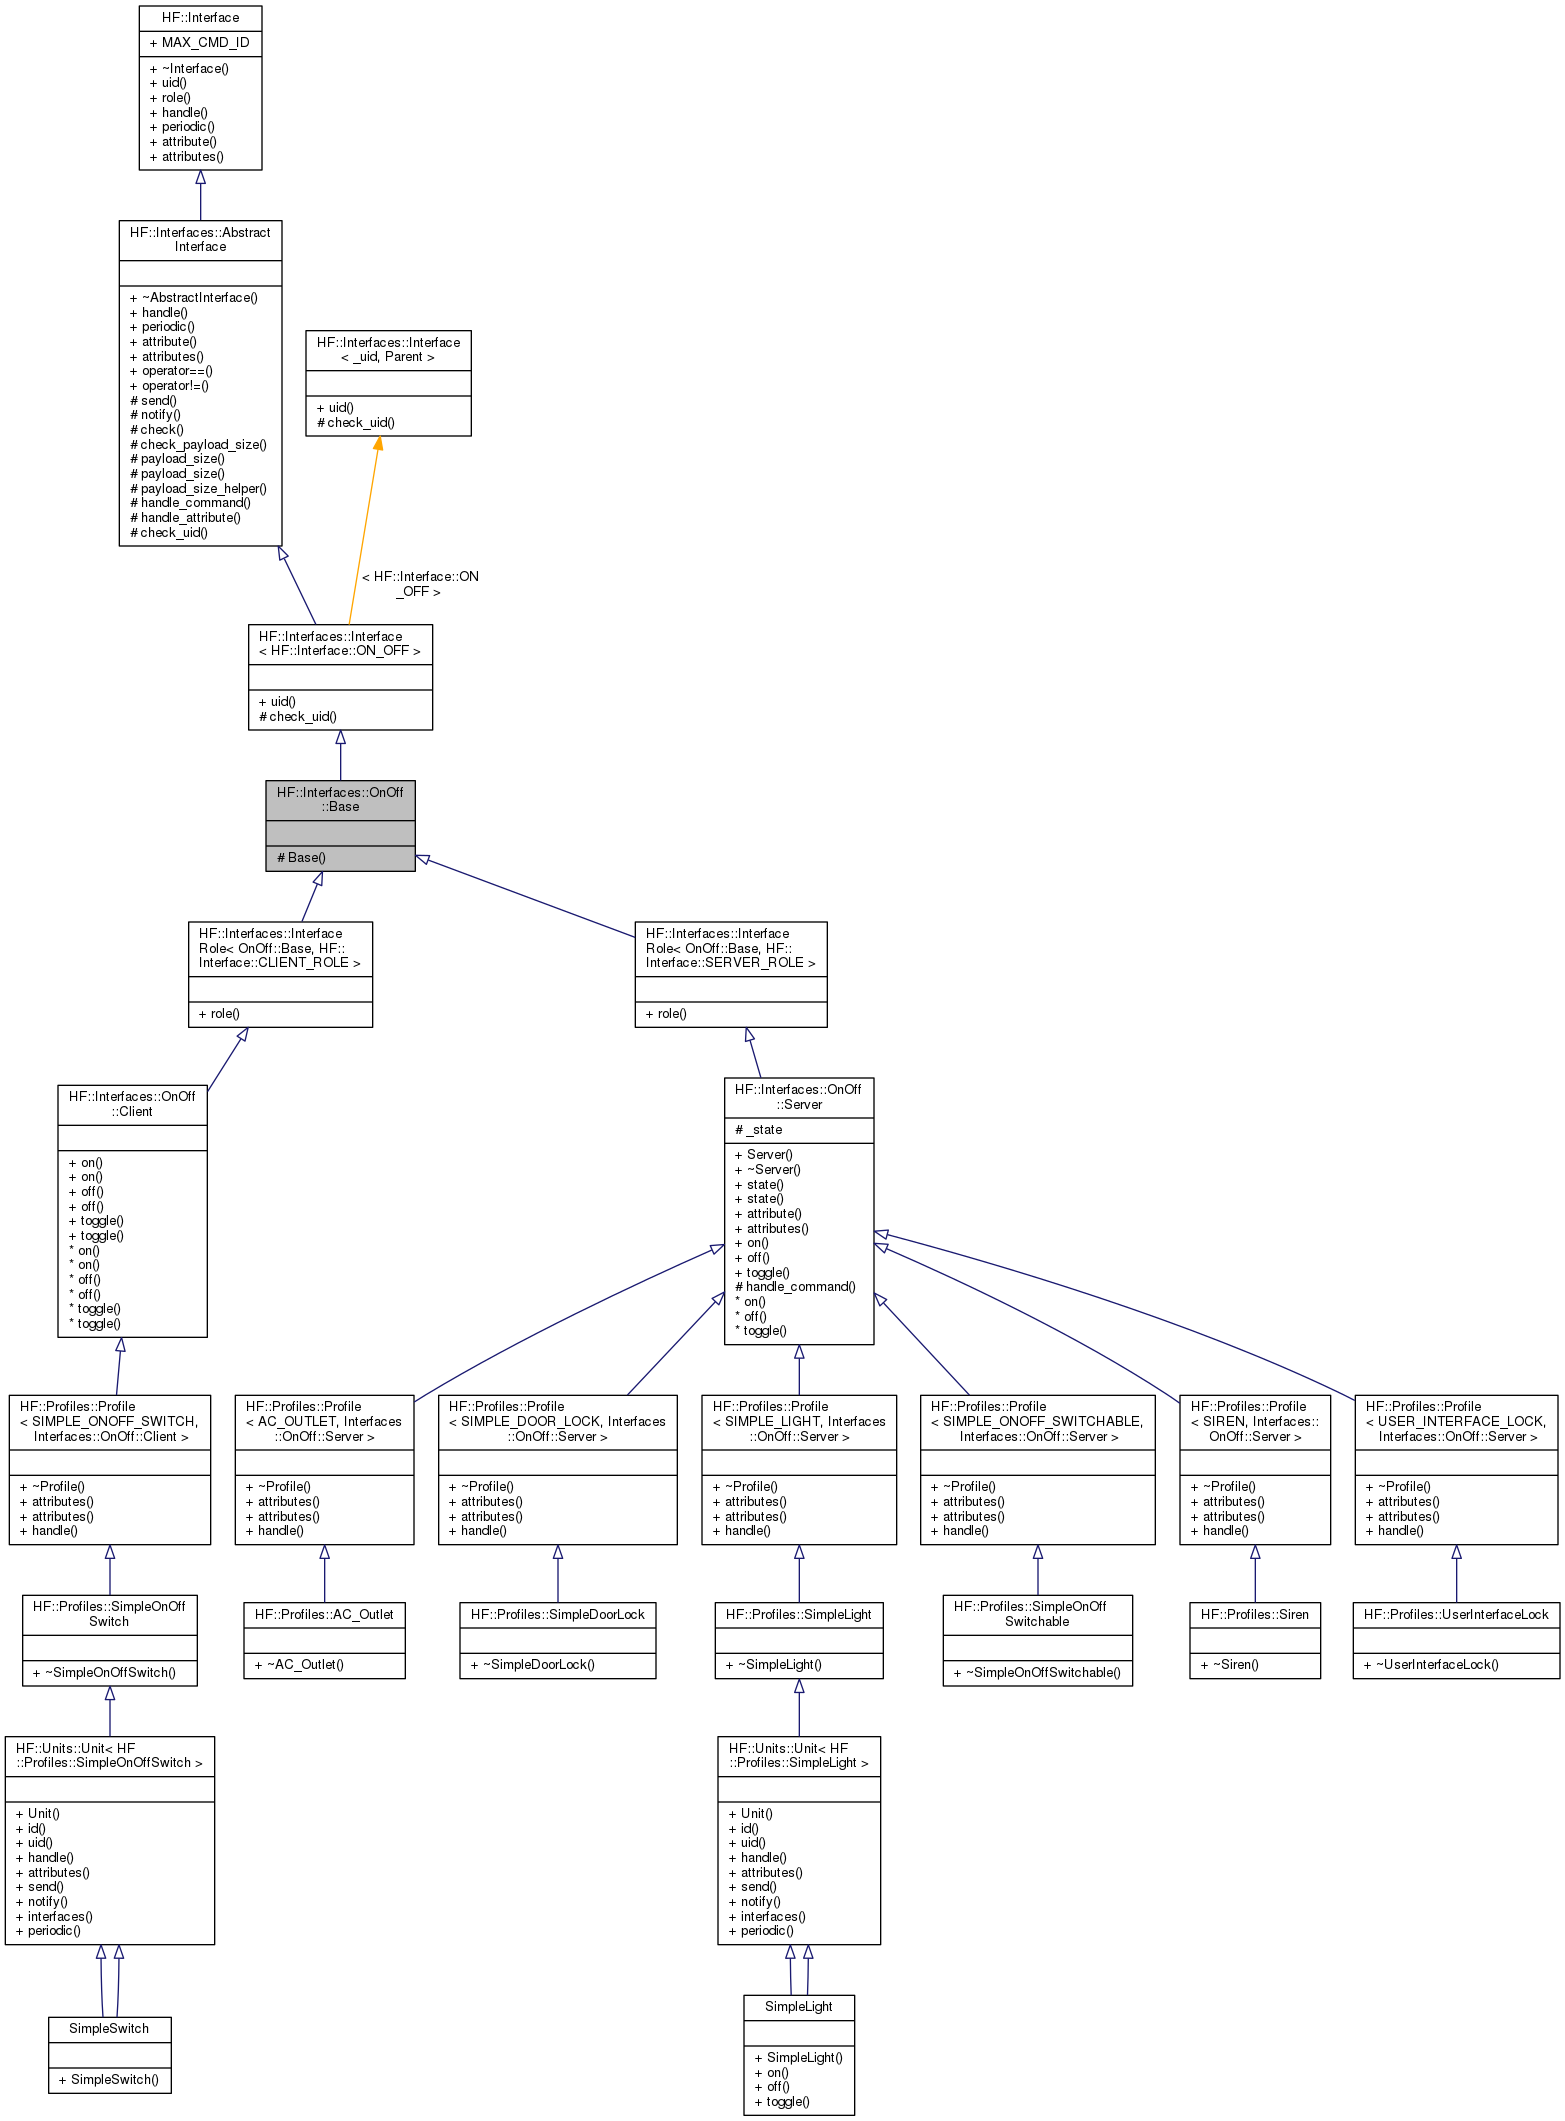 HF::Interface
+ MAX_CMD_ID
+ ~Interface()
+ uid()
+ role()
+ handle()
+ periodic()
+ attribute()
+ attributes()
HF::Interfaces::Abstract
Interface
+ ~AbstractInterface()
+ handle()
+ periodic()
+ attribute()
+ attributes()
+ operator==()
+ operator!=()
# send()
# notify()
# check()
# check_payload_size()
# payload_size()
# payload_size()
# payload_size_helper()
# handle_command()
# handle_attribute()
# check_uid()
HF::Interfaces::Interface
< _uid, Parent >
+ uid()
# check_uid()
< HF::Interface::ON
_OFF >
HF::Interfaces::Interface
< HF::Interface::ON_OFF >
+ uid()
# check_uid()
HF::Interfaces::OnOff
::Base
# Base()
HF::Interfaces::Interface
Role< OnOff::Base, HF::
Interface::CLIENT_ROLE >
+ role()
HF::Interfaces::Interface
Role< OnOff::Base, HF::
Interface::SERVER_ROLE >
+ role()
HF::Interfaces::OnOff
::Client
+ on()
+ on()
+ off()
+ off()
+ toggle()
+ toggle()
* on()
* on()
* off()
* off()
* toggle()
* toggle()
HF::Interfaces::OnOff
::Server
# _state
+ Server()
+ ~Server()
+ state()
+ state()
+ attribute()
+ attributes()
+ on()
+ off()
+ toggle()
# handle_command()
* on()
* off()
* toggle()
HF::Profiles::Profile
< SIMPLE_ONOFF_SWITCH,
Interfaces::OnOff::Client >
+ ~Profile()
+ attributes()
+ attributes()
+ handle()
HF::Profiles::Profile
< AC_OUTLET, Interfaces
::OnOff::Server >
+ ~Profile()
+ attributes()
+ attributes()
+ handle()
HF::Profiles::Profile
< SIMPLE_DOOR_LOCK, Interfaces
::OnOff::Server >
+ ~Profile()
+ attributes()
+ attributes()
+ handle()
HF::Profiles::Profile
< SIMPLE_LIGHT, Interfaces
::OnOff::Server >
+ ~Profile()
+ attributes()
+ attributes()
+ handle()
HF::Profiles::Profile
< SIMPLE_ONOFF_SWITCHABLE,
Interfaces::OnOff::Server >
+ ~Profile()
+ attributes()
+ attributes()
+ handle()
HF::Profiles::Profile
< SIREN, Interfaces::
OnOff::Server >
+ ~Profile()
+ attributes()
+ attributes()
+ handle()
HF::Profiles::Profile
< USER_INTERFACE_LOCK,
Interfaces::OnOff::Server >
+ ~Profile()
+ attributes()
+ attributes()
+ handle()
HF::Profiles::SimpleOnOff
Switch
+ ~SimpleOnOffSwitch()
HF::Profiles::AC_Outlet
+ ~AC_Outlet()
HF::Profiles::SimpleDoorLock
+ ~SimpleDoorLock()
HF::Profiles::SimpleLight
+ ~SimpleLight()
HF::Profiles::SimpleOnOff
Switchable
+ ~SimpleOnOffSwitchable()
HF::Profiles::Siren
+ ~Siren()
HF::Profiles::UserInterfaceLock
+ ~UserInterfaceLock()
HF::Units::Unit< HF
::Profiles::SimpleOnOffSwitch >
+ Unit()
+ id()
+ uid()
+ handle()
+ attributes()
+ send()
+ notify()
+ interfaces()
+ periodic()
HF::Units::Unit< HF
::Profiles::SimpleLight >
+ Unit()
+ id()
+ uid()
+ handle()
+ attributes()
+ send()
+ notify()
+ interfaces()
+ periodic()
SimpleSwitch
+ SimpleSwitch()
SimpleLight
+ SimpleLight()
+ on()
+ off()
+ toggle()